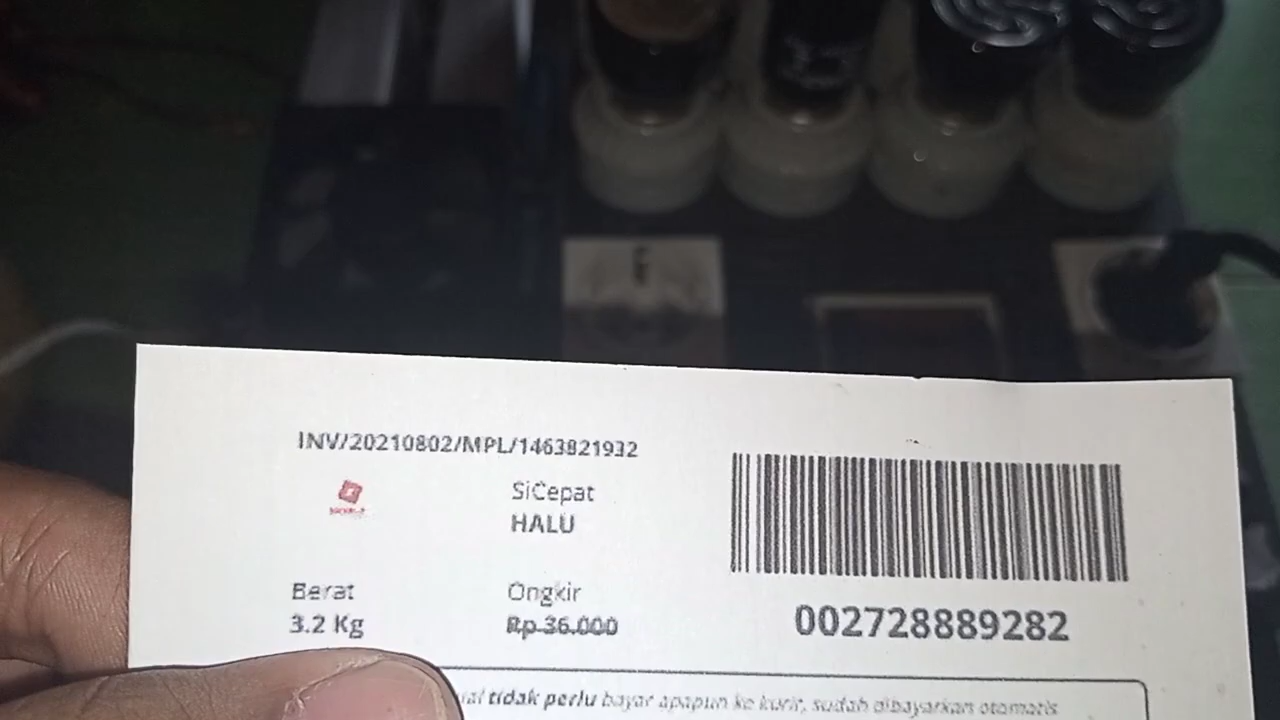 INV/20210802/MPL/1463821932
SiCepat
HALU
Berat
3.2 Kg
Ongkir
Rp 36.000
002728889282
tidak perlu bayar apapun ke kurir, sudah dibayarkan otomatis